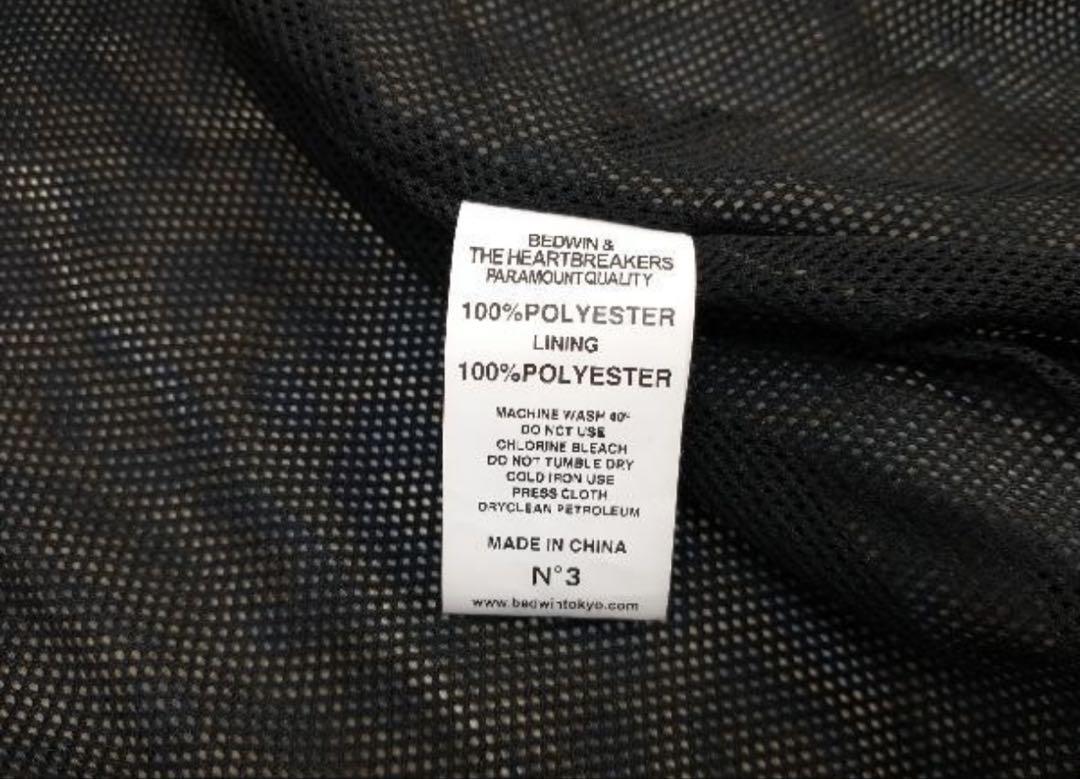 BEDWIN &
THE HEARTBREAKERS
PARAMOUNT QUALITY
100%POLYESTER
LINING
100%POLYESTER
MACHINE WASH 40°
DO NOT USE
CHLORINE BLEACH
DO NOT TUMBLE DRY
COLD IRON USE
PRESS CLOTH
DRYCLEAN PETROLEUM
MADE IN CHINA
N°3
www.bedwintokyo.com